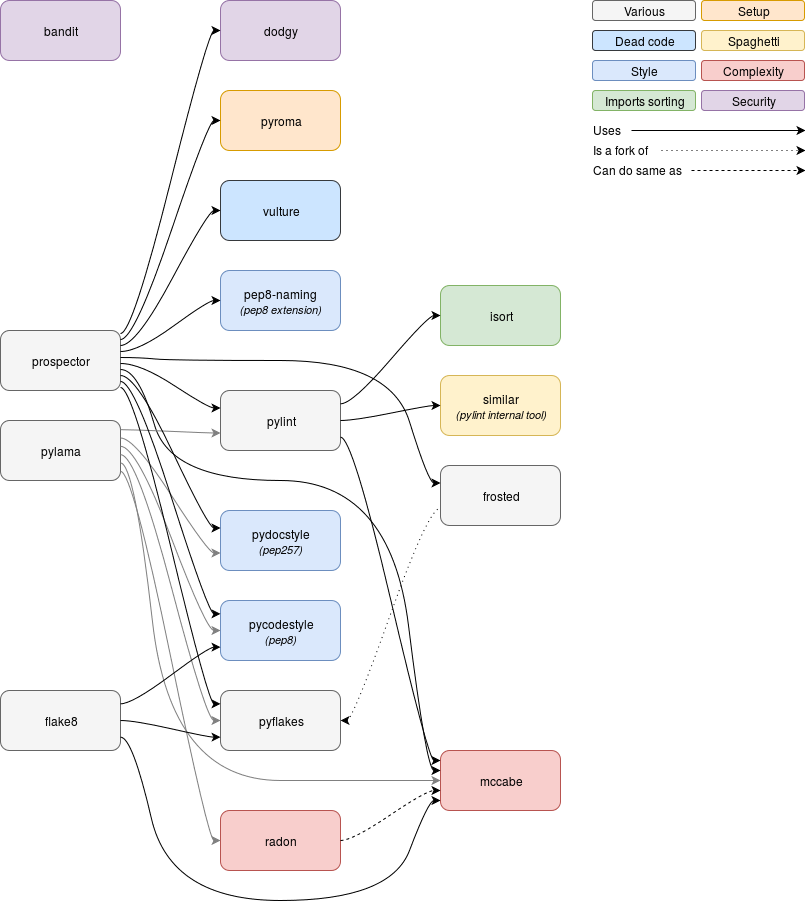 bandit
dodgy
Various
Setup
Dead code
Spaghetti
Style
Complexity
Imports sorting
Security
Uses
Is a fork of
Can do same as
pyroma
vulture
pep8-naming
(pep8 extension)
isort
prospector
similar
(pylint internal tool)
pylint
pylama
frosted
pydocstyle
(pep257)
pycodestyle
(pep8)
flake8
pyflakes
mccabe
radon